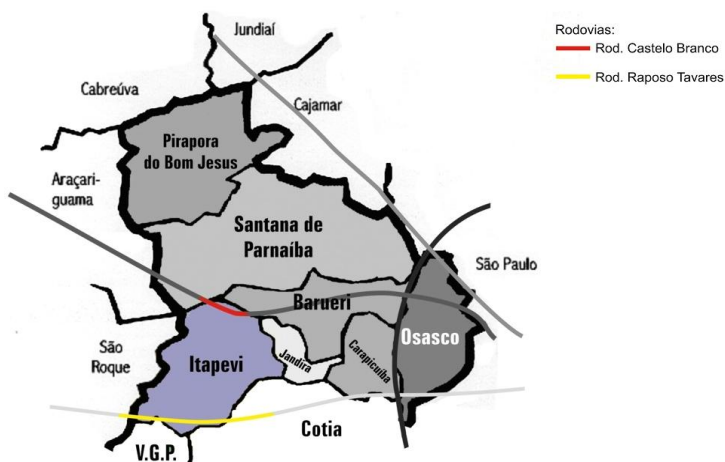 Jundiaí
Rodovias:
Rod. Castelo Branco
Rod. Raposo Tavares
Cabreúva
Cajamar
Pirapora
do Bom Jesus
Araçari-
guama
Santana de
Parnaíba
São Paulo
Barueri
Osasco
São
Roque
Itapevi
Jandira
Carapicuíba
Cotia
V.G.P.